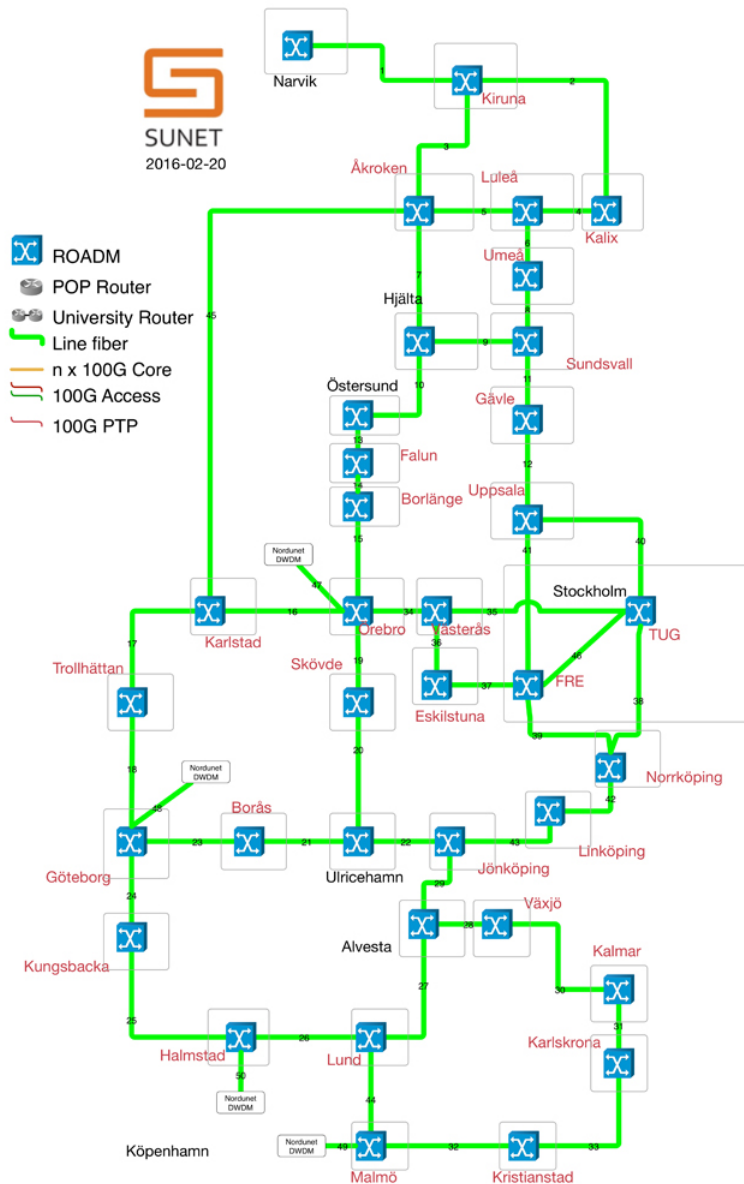 Narvik
1
2
Kiruna
SUNET
2016-02-20
3
Åkroken
Luleå
5
4
Kalix
6
ROADM
Umeå
7
POP Router
Hjälta
8
University Router
45
9
Line fiber
Sundsvall
n x 100G Core
11
10
Östersund
100G Access
Gävle
100G PTP
13
Falun
12
14
Borlänge
Uppsala
15
40
41
Nordunet
DWDM
47
Stockholm
16
34
35
Karlstad
Örebro
Västerås
TUG
17
36
46
19
Trollhättan
Skövde
FRE
37
Eskilstuna
38
39
20
18
Nordunet
DWDM
Norrköping
42
48
Borås
23
21
22
43
Linköping
Göteborg
Ulricehamn
Jönköping
29
24
Växjö
28
Alvesta
Kalmar
Kungsbacka
27
30
25
31
Halmstad
26
Lund
Karlskrona
50
Nordunet
DWDM
44
Köpenhamn
Nordunet
DWDM
49
32
33
Malmö
Kristianstad